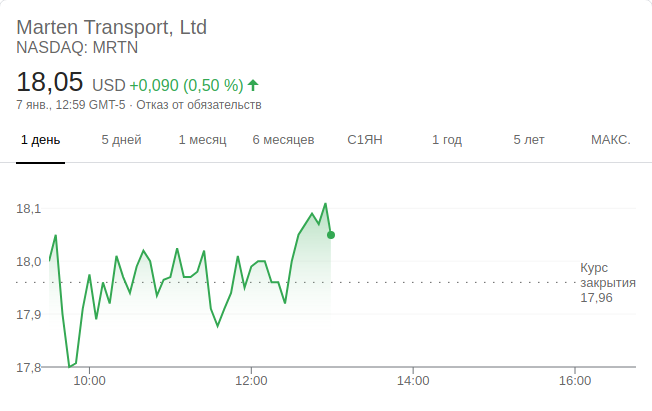 Marten Transport, Ltd
NASDAQ: MRTN
18,05 USD +0,090 (0,50 %)
7 янв., 12:59 GMT-5 · Отказ от обязательств
1 день 5 дней 1 месяц 6 месяцев С1ЯН 1 год 5 лет МАКС.
18,1
18,0
Курс
закрытия
17,96
17,9
17,8
10:00 12:00 14:00 16:00